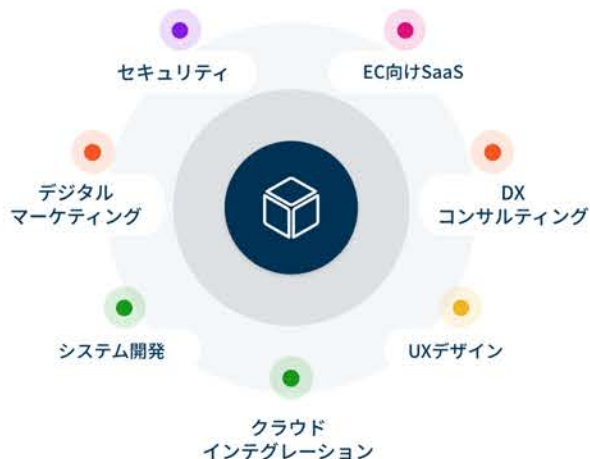 セキュリティ
EC向けSaaS
デジタル
マーケティング
DX
コンサルティング
システム開発
UXデザイン
クラウド
インテグレーション